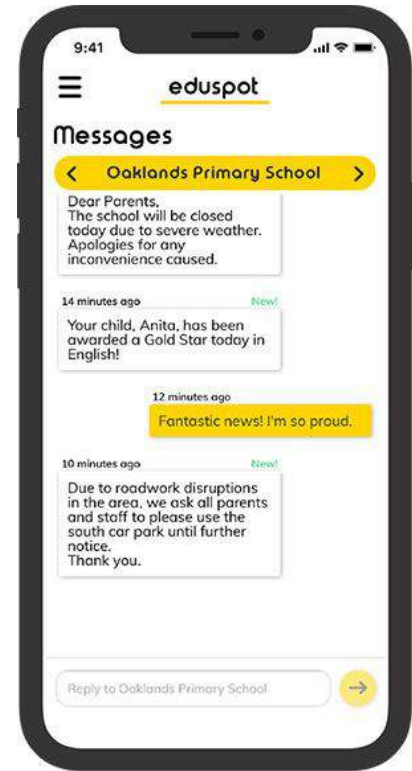 9:41
eduspot
Messages
Oaklands Primary School
Dear Parents,
The school will be closed
today due to severe weather.
Apologies for any
inconvenience caused.
14 minutes ago New!
Your child, Anita, has been
awarded a Gold Star today in
English!
12 minutes ago
Fantastic news! I'm so proud.
10 minutes ago New!
Due to roadwork disruptions
in the area, we ask all parents
and staff to please use the
south car park until further
notice.
Thank you.
Reply to Oaklands Primary School